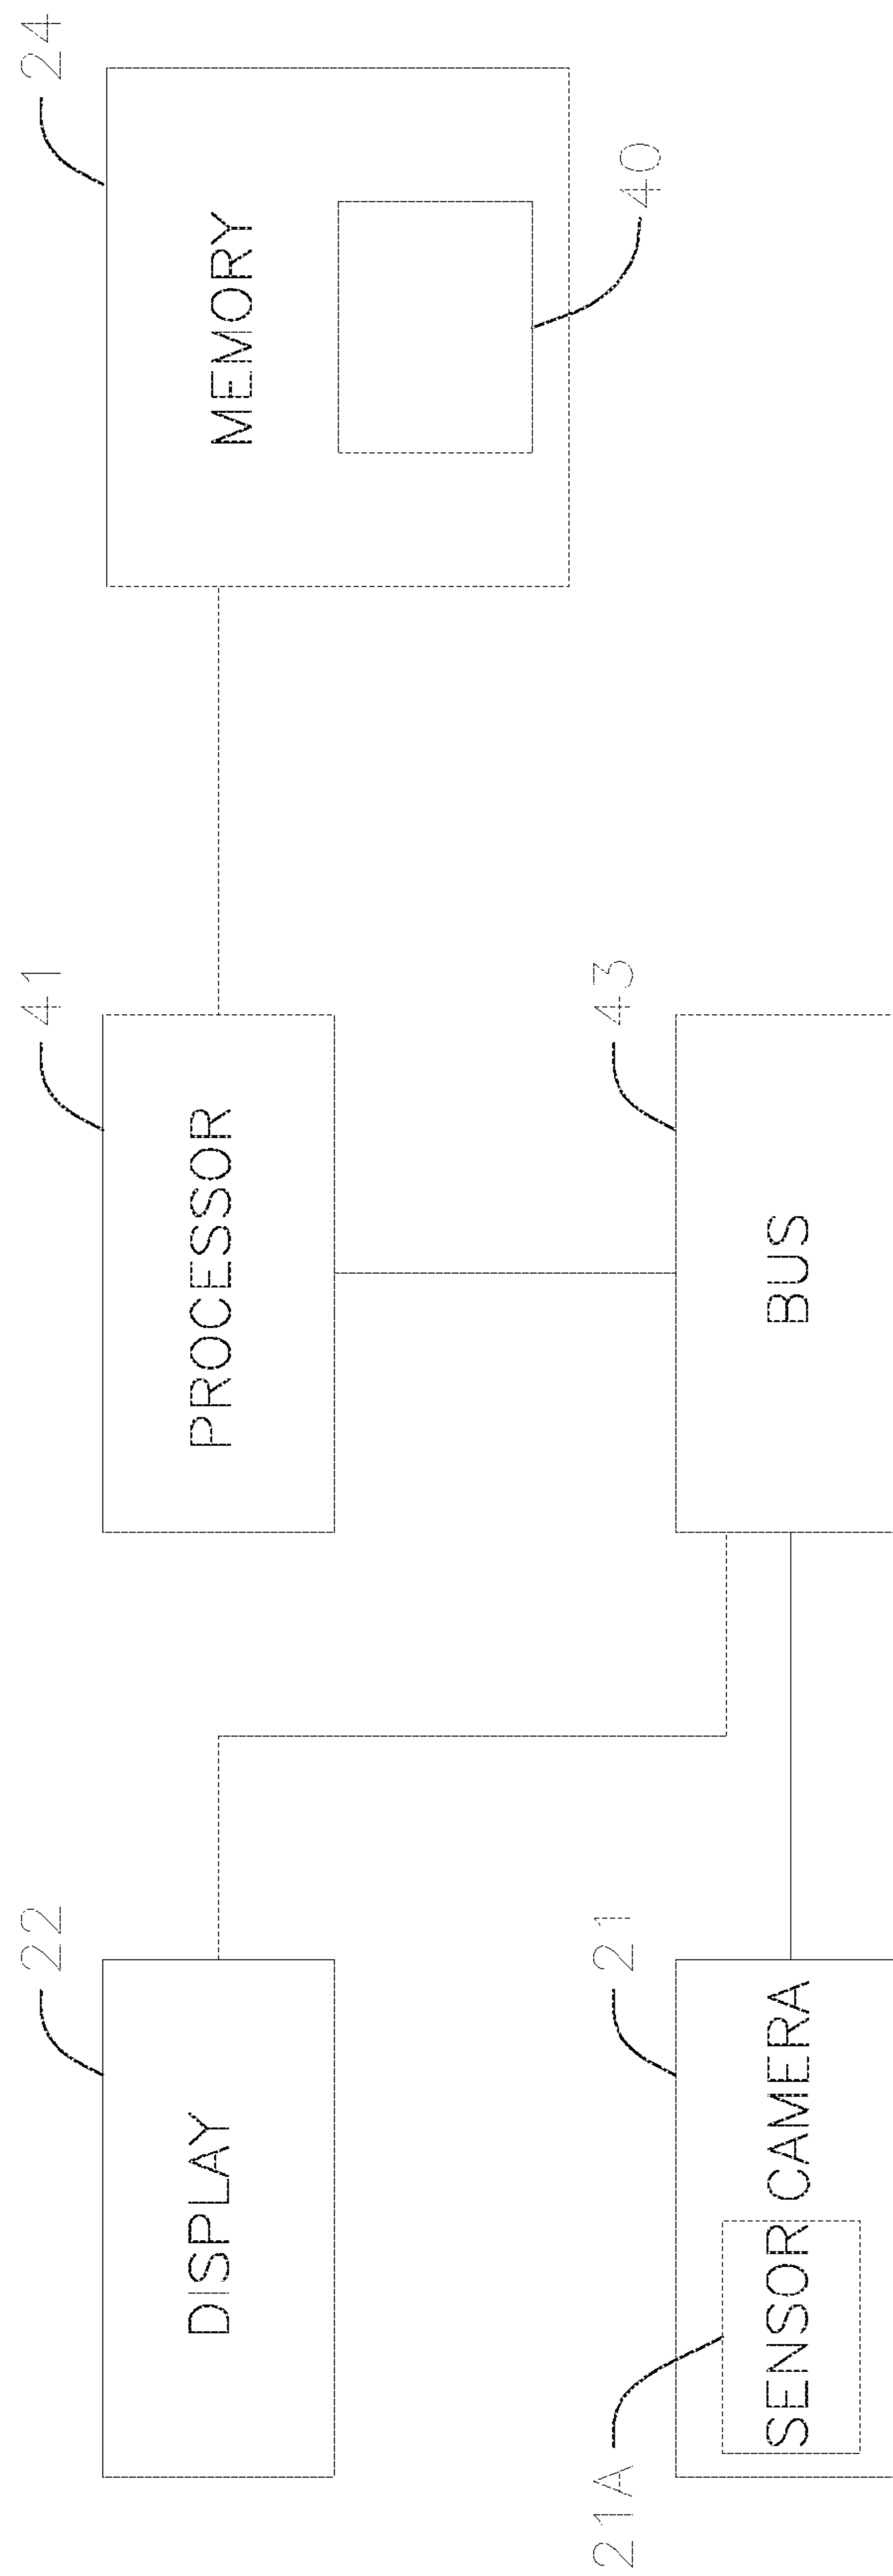 22
DISPLAY
41
PROCESSOR
24
MEMORY
40
21A
21
SENSOR CAMERA
43
BUS